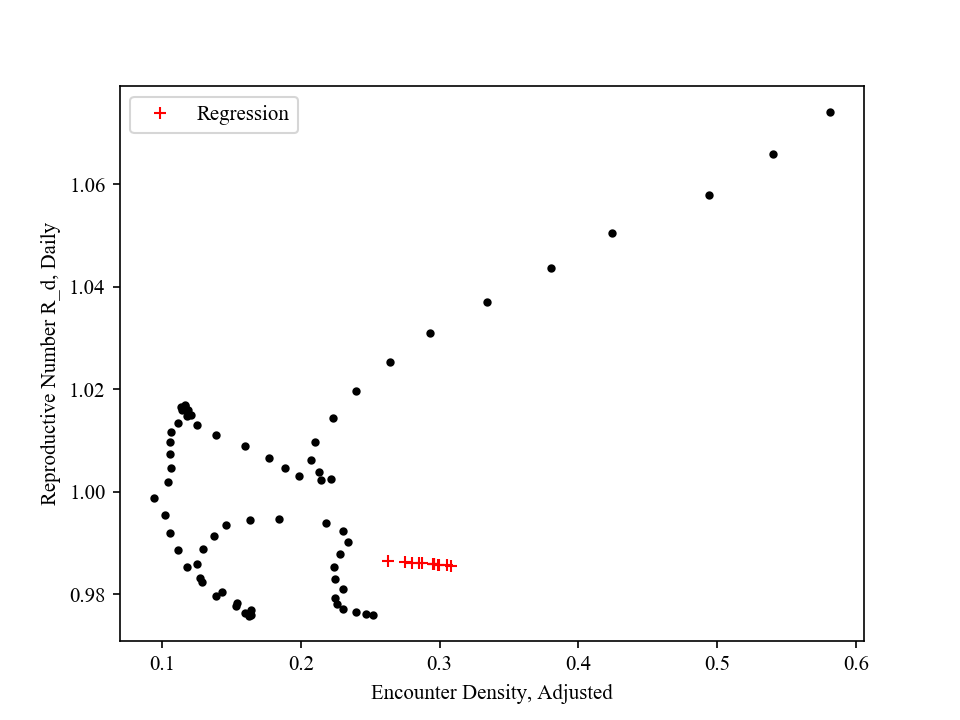 Regression
Reproductive Number R_d, Daily
1.06
1.04
1.02
1.00
0.98
0.1 0.2 0.3 0.4 0.5 0.6
Encounter Density, Adjusted